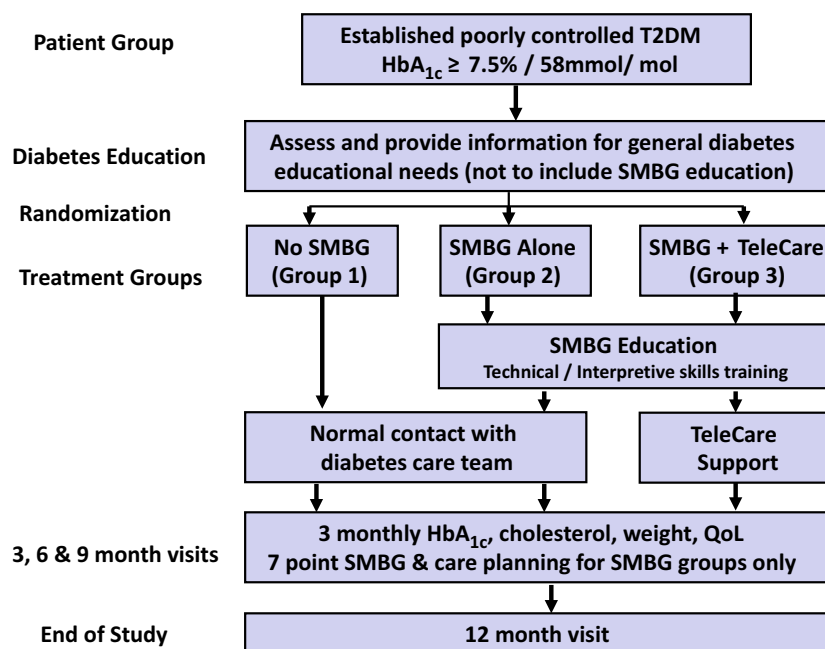 Patient Group
Established poorly controlled T2DM
HbA1c ≥ 7.5% / 58mmol/ mol
Diabetes Education
Assess and provide information for general diabetes
educational needs (not to include SMBG education)
Randomization
Treatment Groups
No SMBG
(Group 1)
SMBG Alone
(Group 2)
SMBG + TeleCare
(Group 3)
SMBG Education
Technical / Interpretive skills training
Normal contact with
diabetes care team
TeleCare
Support
3, 6 & 9 month visits
3 monthly HbA1c, cholesterol, weight, QoL
7 point SMBG & care planning for SMBG groups only
End of Study
12 month visit